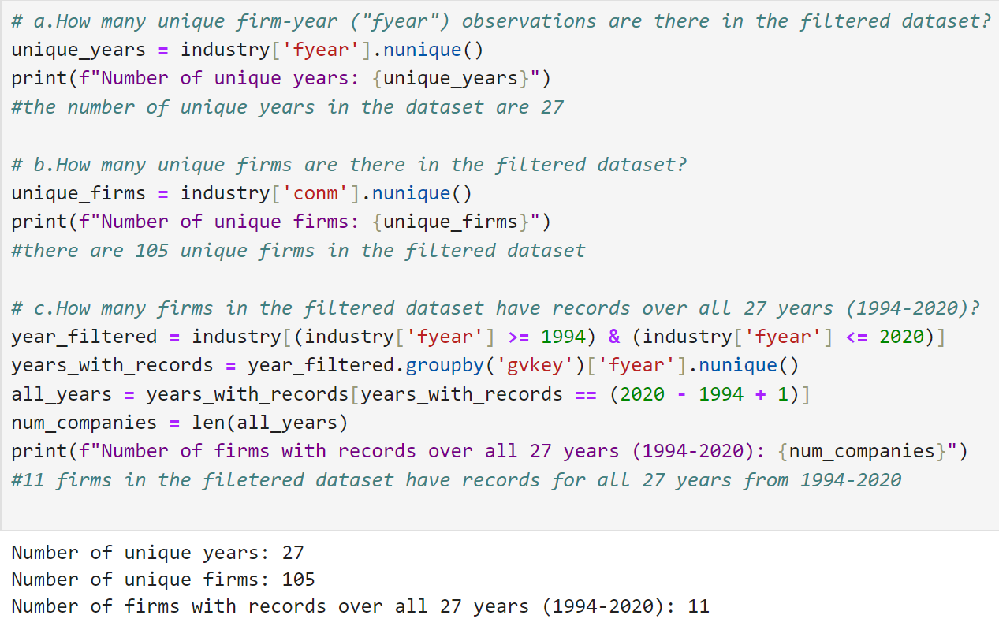 # a.How many unique firm-year ("fyear") observations are there in the filtered dataset?
unique_years = industry['fyear'].nunique()
print(f"Number of unique years: {unique_years}")
#the number of unique years in the dataset are 27
# b.How many unique firms are there in the filtered dataset?
unique_firms = industry['conm'].nunique()
print(f"Number of unique firms: {unique_firms}")
#there are 105 unique firms in the filtered dataset
# c.How many firms in the filtered dataset have records over all 27 years (1994-2020)?
year_filtered = industry[(industry['fyear'] >= 1994) & (industry['fyear'] <= 2020)]
years_with_records = year_filtered.groupby('gvkey')['fyear'].nunique()
all_years = years_with_records[years_with_records == (2020 - 1994 + 1)]
num_companies = len(all_years)
print(f"Number of firms with records over all 27 years (1994-2020): {num_companies}")
#11 firms in the filetered dataset have records for all 27 years from 1994-2020
Number of unique years: 27
Number of unique firms: 105
Number of firms with records over all 27 years (1994-2020): 11